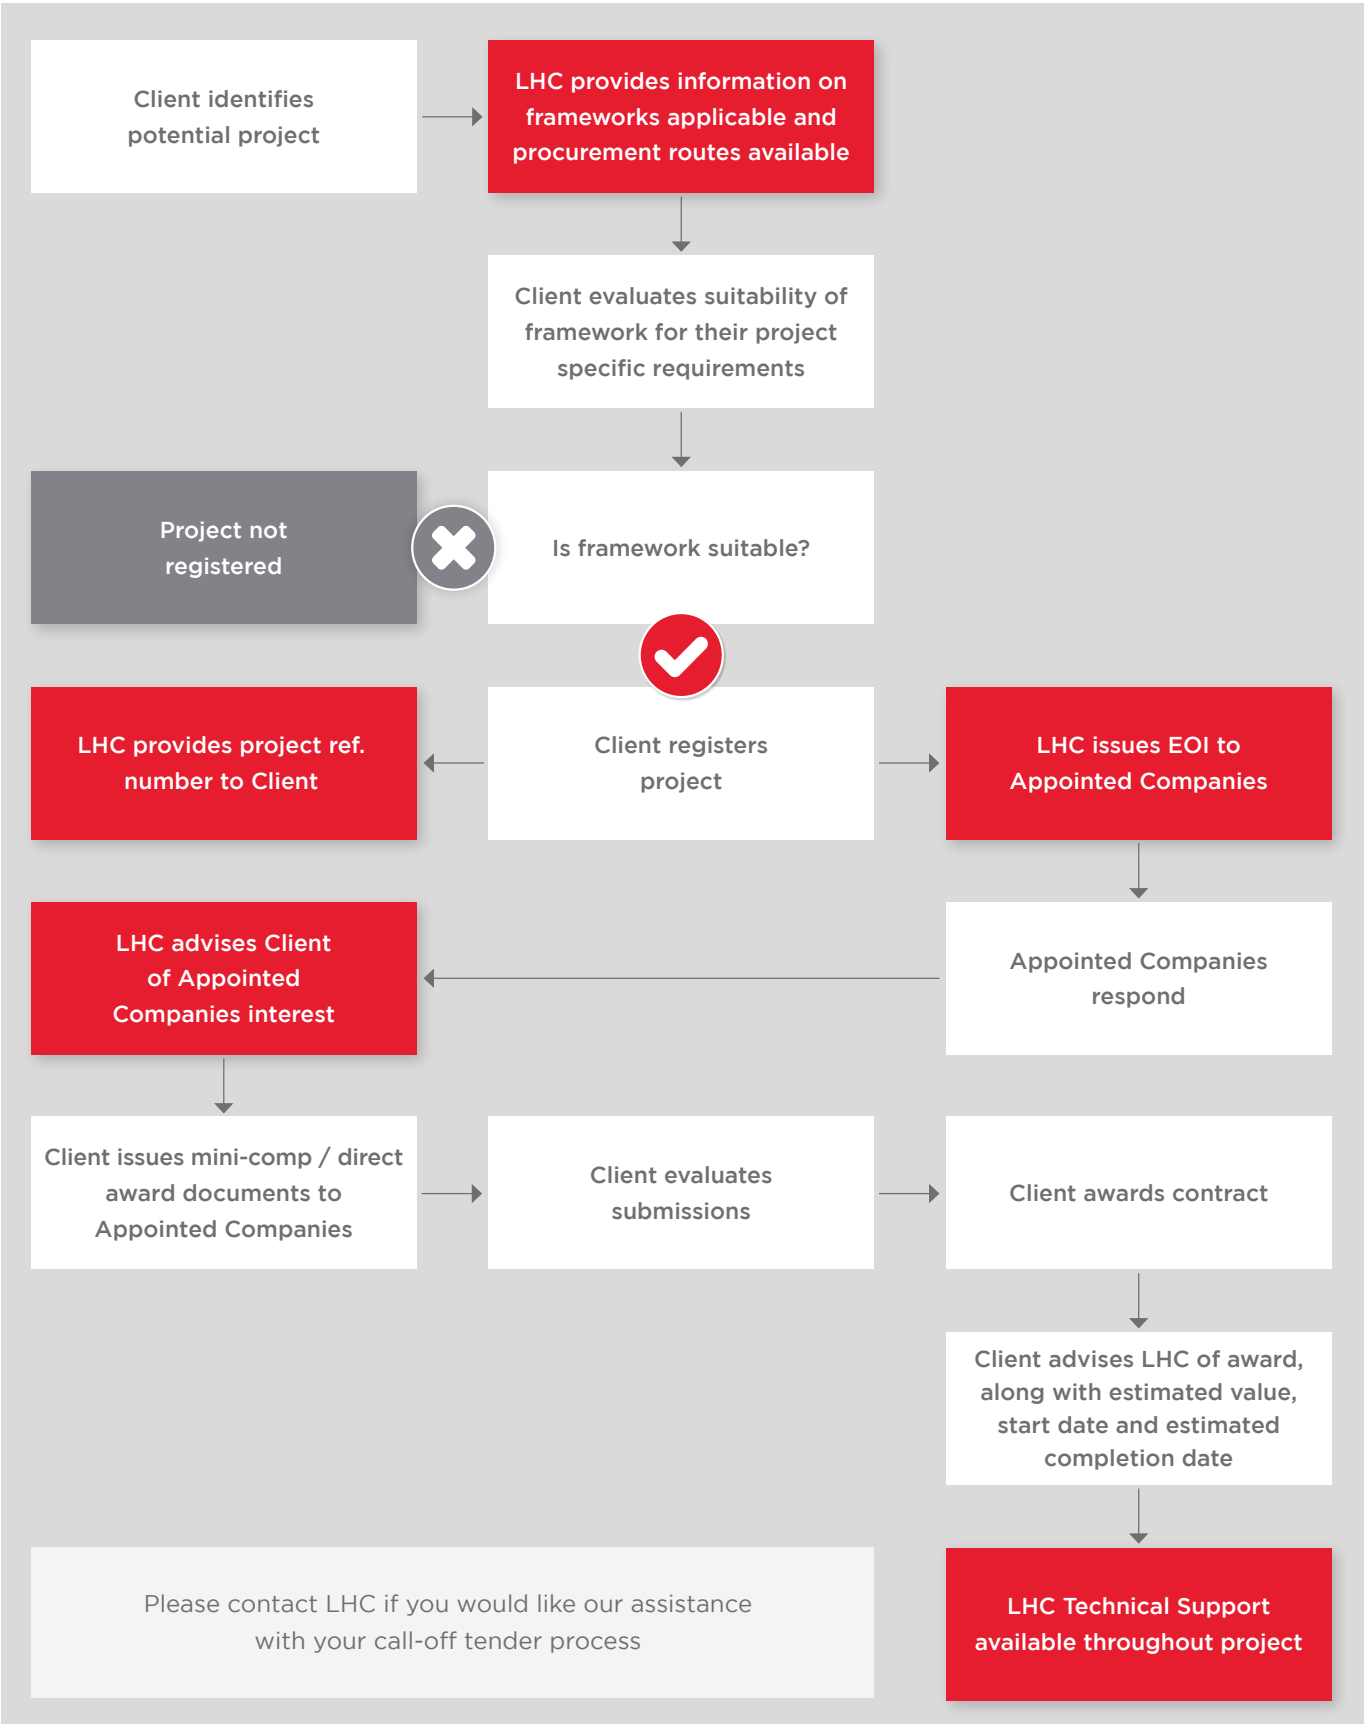 Client identifies
potential project
LHC provides information on
frameworks applicable and
procurement routes available
Client evaluates suitability of
framework for their project
specific requirements
Project not
registered
Is framework suitable?
LHC provides project ref.
number to Client
Client registers
project
LHC issues EOI to
Appointed Companies
LHC advises Client
of Appointed
Companies interest
Appointed Companies
respond
Client issues mini-comp / direct
award documents to
Appointed Companies
Client evaluates
submissions
Client awards contract
Client advises LHC of award,
along with estimated value,
start date and estimated
completion date
Please contact LHC if you would like our assistance
with your call-off tender process
LHC Technical Support
available throughout project